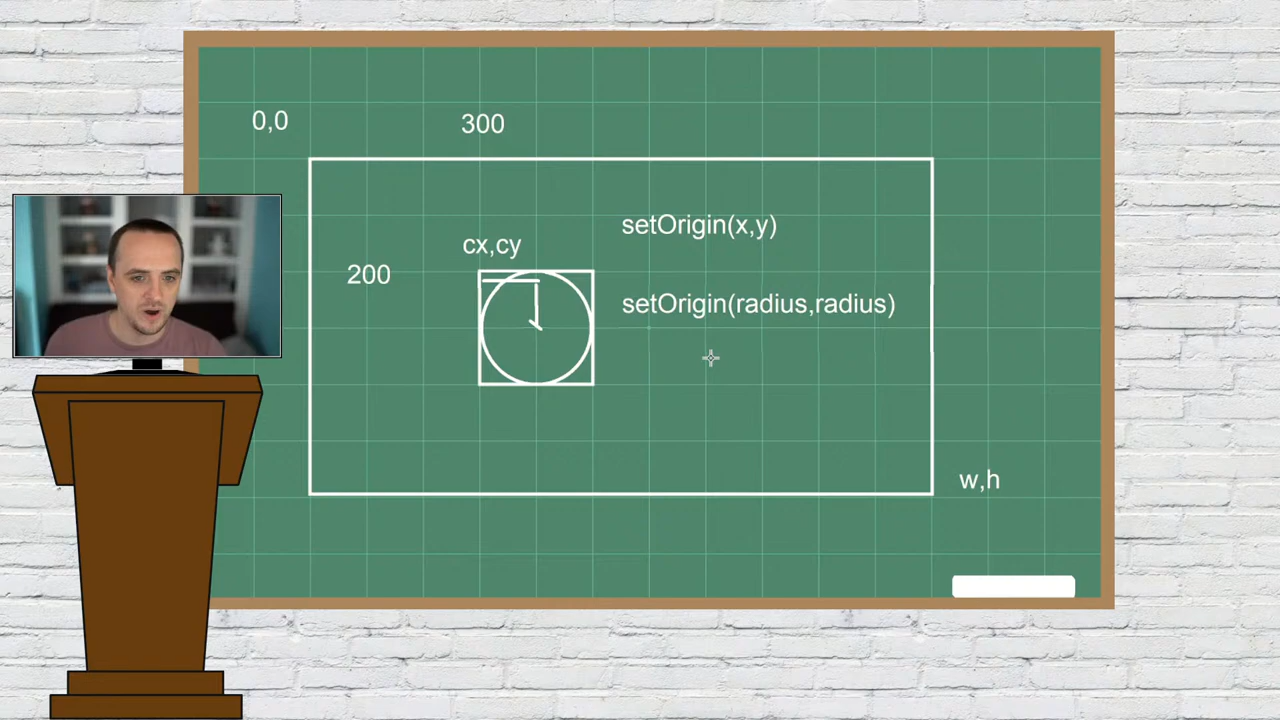 0,0
300
setOrigin(x,y)
cx,cy
200
setOrigin(radius,radius)
w,h